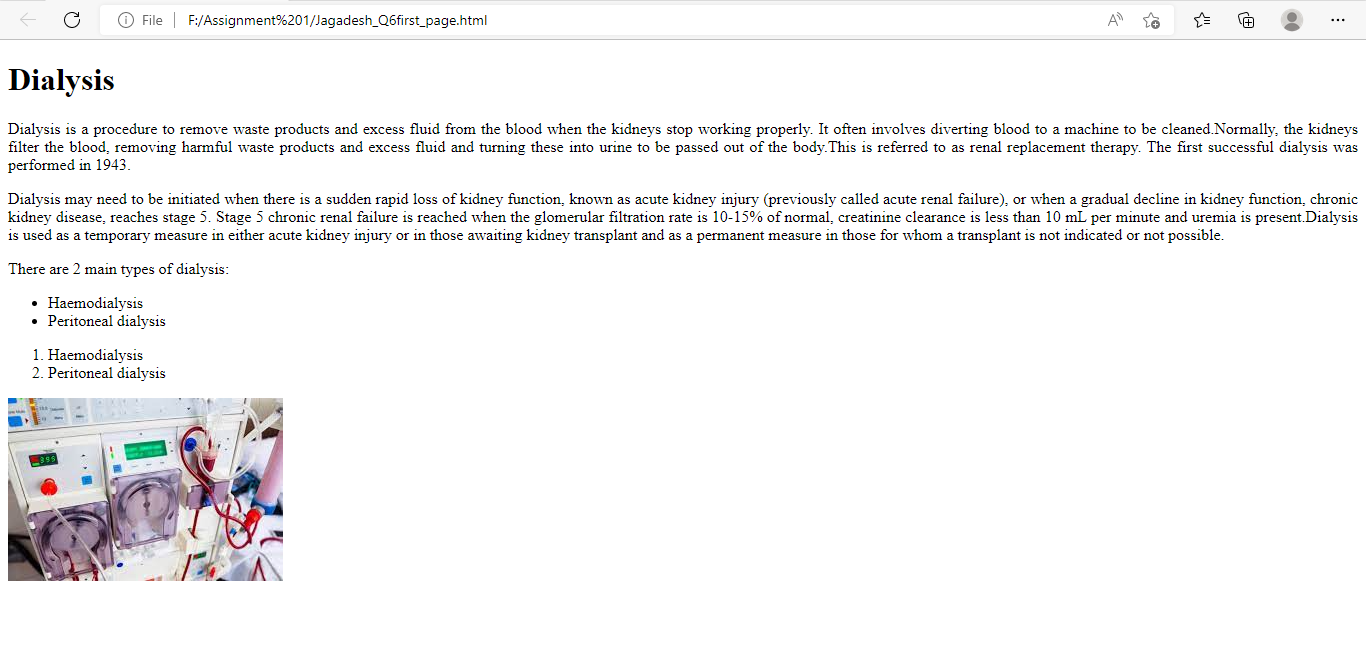 File
F:/Assignment%201/Jagadesh_Q6first_page.html
Dialysis
Dialysis is a procedure to remove waste products and excess fluid from the blood when the kidneys stop working properly. It often involves diverting blood to a machine to be cleaned.Normally, the kidneys
filter the blood, removing harmful waste products and excess fluid and turning these into urine to be passed out of the body.This is referred to as renal replacement therapy. The first successful dialysis was
performed in 1943.
Dialysis may need to be initiated when there is a sudden rapid loss of kidney function, known as acute kidney injury (previously called acute renal failure), or when a gradual decline in kidney function, chronic
kidney disease, reaches stage 5. Stage 5 chronic renal failure is reached when the glomerular filtration rate is 10-15% of normal, creatinine clearance is less than 10 mL per minute and uremia is present.Dialysis
is used as a temporary measure in either acute kidney injury or in those awaiting kidney transplant and as a permanent measure in those for whom a transplant is not indicated or not possible.
There are 2 main types of dialysis:
• Haemodialysis
• Peritoneal dialysis
1. Haemodialysis
2. Peritoneal dialysis
395